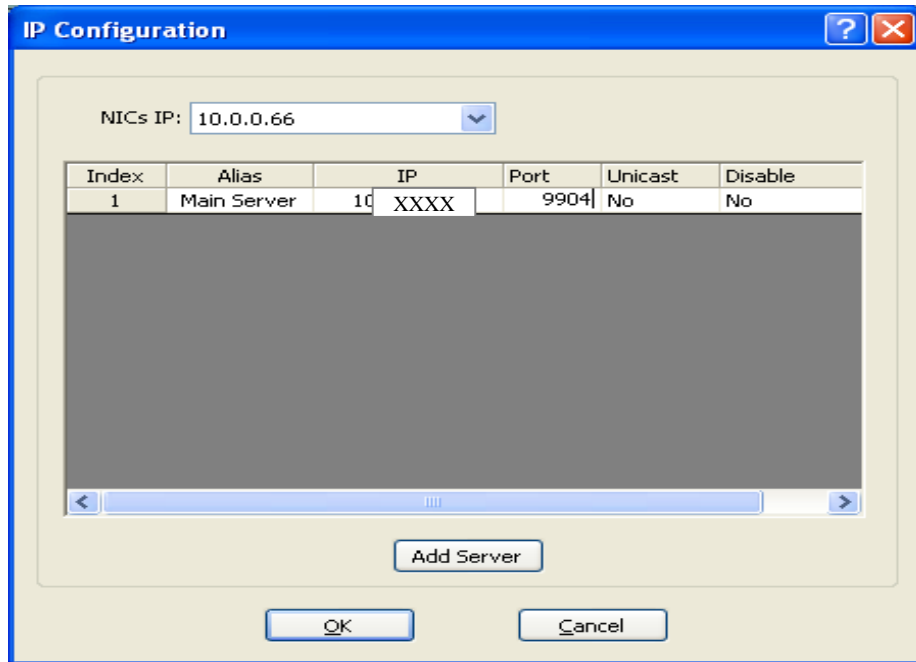 IP Configuration
NICs IP: 10.0.0.66
Index Alias IP Port Unicast Disable
1 Main Server 10 XXXX 9904 No No
Add Server
OK Cancel